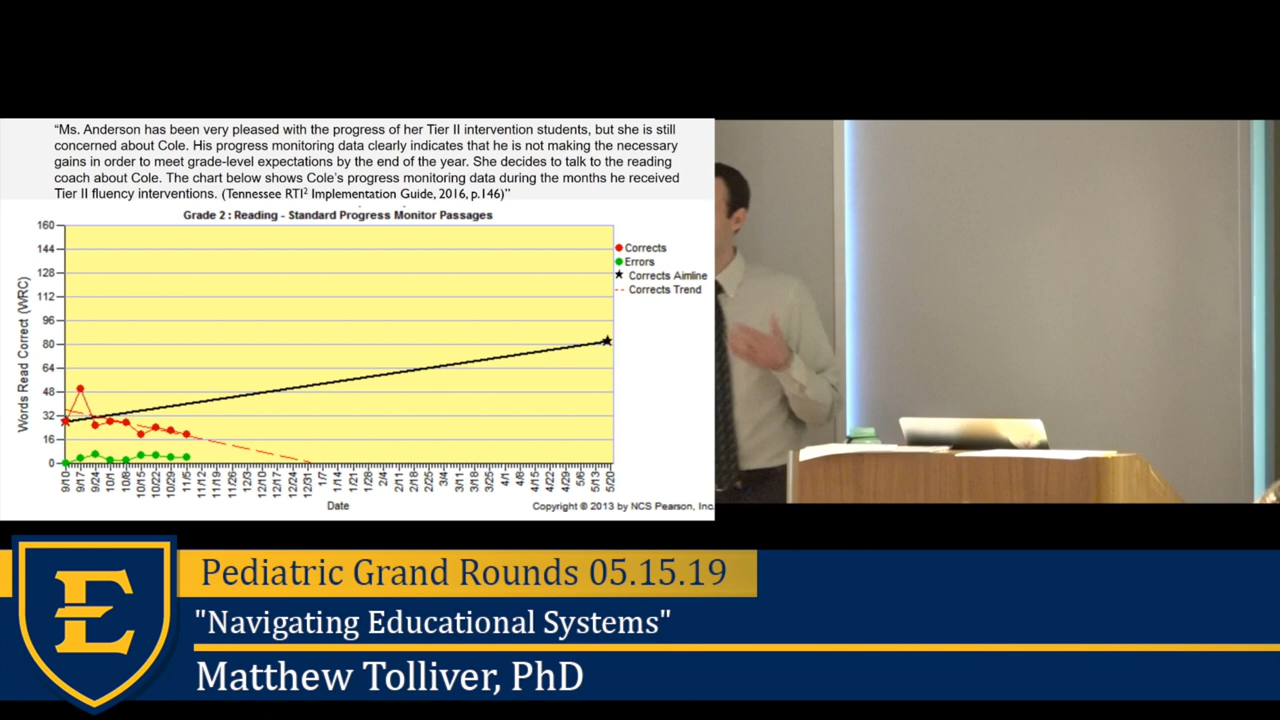 “Ms. Anderson has been very pleased with the progress of her Tier II intervention students, but she is still
concerned about Cole. His progress monitoring data clearly indicates that he is not making the necessary
gains in order to meet grade-level expectations by the end of the year. She decides to talk to the reading
coach about Cole. The chart below shows Cole’s progress monitoring data during the months he received
Tier II fluency interventions. (Tennessee RTI² Implementation Guide, 2016, p.146)”
Grade 2 : Reading - Standard Progress Monitor Passages
Words Read Correct (WRC)
160
144
128
112
96
80
64
48
32
16
0
Corrects
Errors
Corrects Aimline
Corrects Trend
9/10 9/17 9/24 10/1 10/8 10/15 10/22 10/29 11/5 11/12 11/19 11/26 12/3 12/10 12/17 12/24 12/31 1/7 1/14 1/21 1/28 2/4 2/11 2/18 2/25 3/4 3/11 3/18 3/25 4/1 4/8 4/15 4/22 4/29 5/6 5/13 5/20
Date
Copyright © 2013 by NCS Pearson, Inc.
E
Pediatric Grand Rounds 05.15.19
"Navigating Educational Systems"
Matthew Tolliver, PhD